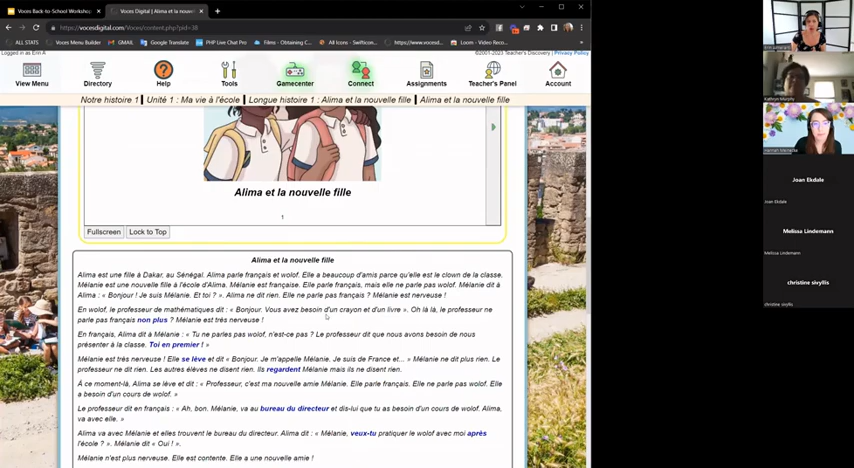 Voces Back-to-School Workshop
Voces Digital | Alima et la nouvel
https://vocesdigital.com/Voces/content.php?pid=38
ALL STATS
Voces Menu Builder
GMAIL
Google Translate
PHP Live Chat Pro
Films - Obtaining C...
All Icons : Swifticom...
https://www.vocesd...
Loom - Video Reco...
Logged in as Erin A
©2001-2023 Teacher's Discovery | Privacy Policy
View Menu
Directory
Help
Tools
Gamecenter
Connect
Assignments
Teacher's Panel
Account
Notre histoire 1 | Unité 1 : Ma vie à l'école | Longue histoire 1 : Alima et la nouvelle fille | Alima et la nouvelle fille
Alima et la nouvelle fille
1
Fullscreen
Lock to Top
Alima et la nouvelle fille
Alima est une fille à Dakar, au Sénégal. Alima parle français et wolof. Elle a beaucoup d'amis parce qu'elle est le clown de la classe.
Mélanie est une nouvelle fille à l'école d'Alima. Mélanie est française. Elle parle français, mais elle ne parle pas wolof. Mélanie dit à
Alima : « Bonjour ! Je suis Mélanie. Et toi ? ». Alima ne dit rien. Elle ne parle pas français ? Mélanie est nerveuse !
En wolof, le professeur de mathématiques dit : « Bonjour. Vous avez besoin d'un crayon et d'un livre ». Oh là là, le professeur ne
parle pas français non plus ? Mélanie est très nerveuse !
En français, Alima dit à Mélanie : « Tu ne parles pas wolof, n'est-ce pas ? Le professeur dit que nous avons besoin de nous
présenter à la classe. Toi en premier ! »
Mélanie est très nerveuse ! Elle se lève et dit « Bonjour. Je m'appelle Mélanie. Je suis de France et... » Mélanie ne dit plus rien. Le
professeur ne dit rien. Les autres élèves ne disent rien. Ils regardent Mélanie mais ils ne disent rien.
À ce moment-là, Alima se lève et dit : « Professeur, c'est ma nouvelle amie Mélanie. Elle parle français. Elle ne parle pas wolof. Elle
a besoin d'un cours de wolof. »
Le professeur dit en français : « Ah, bon. Mélanie, va au bureau du directeur et dis-lui que tu as besoin d'un cours de wolof. Alima,
va avec elle. »
Alima va avec Mélanie et elles trouvent le bureau du directeur. Alima dit : « Mélanie, veux-tu pratiquer le wolof avec moi après
l'école ? ». Mélanie dit « Oui ! ».
Mélanie n'est plus nerveuse. Elle est contente. Elle a une nouvelle amie !
Kathryn Murphy
Joan Ekdale
Joan Ekdale
Melissa Lindemann
Melissa Lindemann
christine sivyllis
christine sivyllis